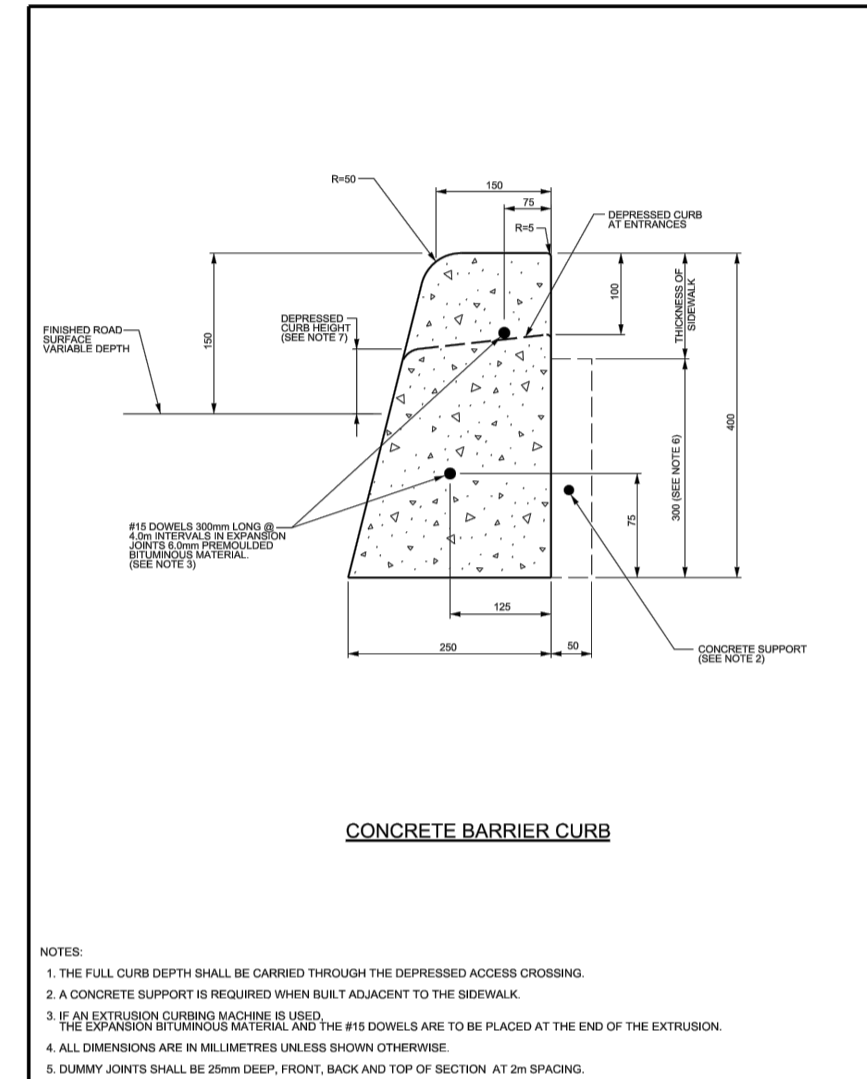 R=50
150
75
R=5
DEPRESSED CURB
AT ENTRANCES
100
THICKNESS OF
SIDEWALK
FINISHED ROAD
SURFACE
VARIABLE DEPTH
150
DEPRESSED
CURB HEIGHT
(SEE NOTE 7)
400
300 (SEE NOTE 6)
75
#15 DOWELS 300mm LONG @
4.0m INTERVALS IN EXPANSION
JOINTS 6.0mm PREMOULDED
BITUMINOUS MATERIAL.
(SEE NOTE 3)
125
250
50
CONCRETE SUPPORT
(SEE NOTE 2)
CONCRETE BARRIER CURB
NOTES:
1. THE FULL CURB DEPTH SHALL BE CARRIED THROUGH THE DEPRESSED ACCESS CROSSING.
2. A CONCRETE SUPPORT IS REQUIRED WHEN BUILT ADJACENT TO THE SIDEWALK.
3. IF AN EXTRUSION CURBING MACHINE IS USED,
THE EXPANSION BITUMINOUS MATERIAL AND THE #15 DOWELS ARE TO BE PLACED AT THE END OF THE EXTRUSION.
4. ALL DIMENSIONS ARE IN MILLIMETRES UNLESS SHOWN OTHERWISE.
5. DUMMY JOINTS SHALL BE 25mm DEEP, FRONT, BACK AND TOP OF SECTION AT 2m SPACING.